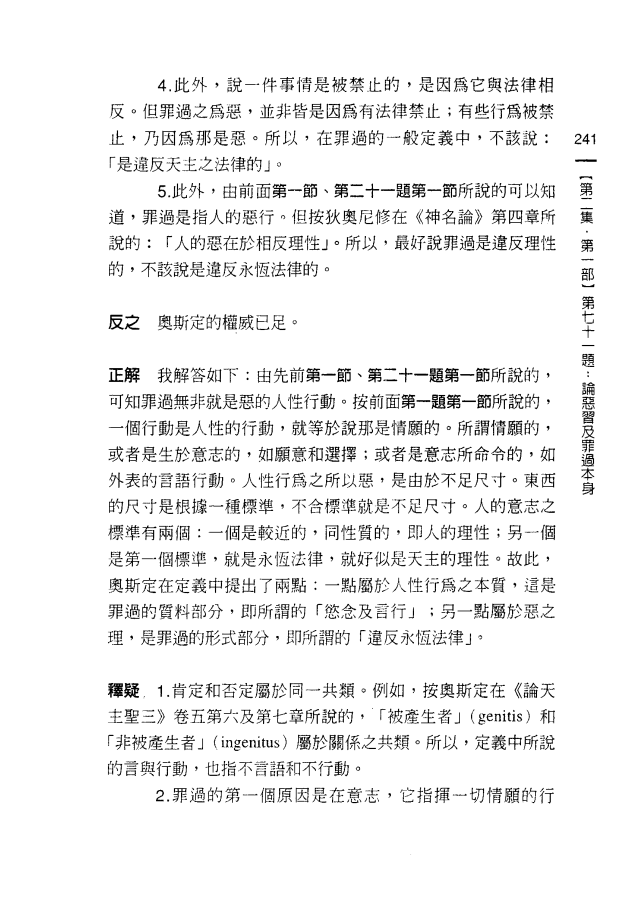 4.此外，說一件事情是被禁止的，是因爲它與法律相
反。但罪過之爲惡，並非皆是因爲有法律禁止；有些行爲被禁
止，乃因爲那是惡。所以，在罪過的一般定義中，不該說：
「是違反天主之法律的」。
5.此外，由前面第一節、第二十一題第一節所說的可以知
道，罪過是指人的惡行。但按狄奧尼修在《神名論》第四章所
說的：「人的惡在於相反理性」。所以，最好說罪過是違反理性
的，不該說是違反永恆法律的。
反之　奧斯定的權威已足。
正解　我解答如下：由先前第一節、第二十一題第一節所說的，
可知罪過無非就是惡的人性行動。按前面第一題第一節所說的，
一個行動是人性的行動，就等於說那是情願的。所謂情願的，
或者是生於意志的，如願意和選擇；或者是意志所命令的，如
外表的言語行動。人性行爲之所以惡，是由於不足尺寸。東西
的尺寸是根據一種標準，不合標準就是不足尺寸。人的意志之
標準有兩個：一個是較近的，同性質的，即人的理性；另一個
是第一個標準，就是永恆法律，就好似是天主的理性。故此，
奧斯定在定義中提出了兩點：一點屬於人性行爲之本質，這是
罪過的質料部分，即所謂的「慾念及言行」；另一點屬於惡之
理，是罪過的形式部分，即所謂的「違反永恆法律」。
釋疑　1.肯定和否定屬於同一共類。例如，按奧斯定在《論天
主聖三》卷五第六及第七章所說的，「被產生者」（genitis）和
「非被產生者」（ingenitus）屬於關係之共類。所以，定義中所說
的言與行動，也指不言語和不行動。
2.罪過的第一個原因是在意志，它指揮一切情願的行
241
【第二集．第一部】第七十一題：論惡習及罪過本身